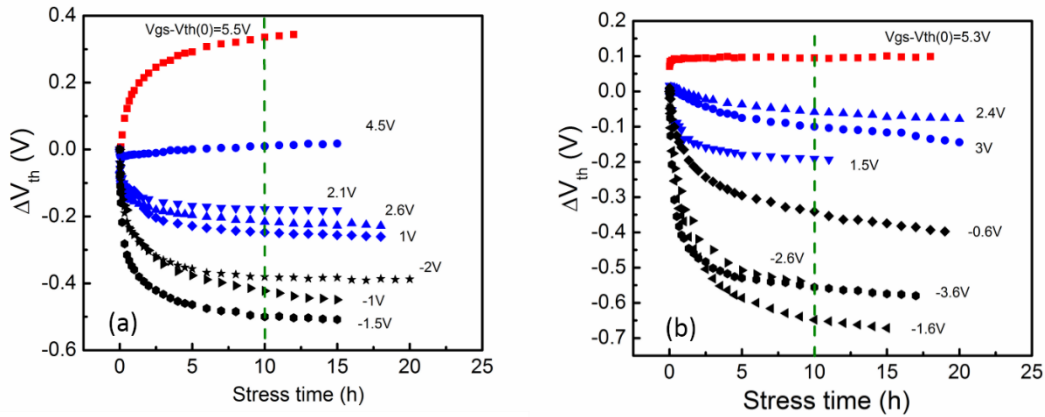 (a)
Vgs-Vth(0)=5.5V
0.4
0.2
0.0
-0.2
-0.4
-0.6
ΔVth (V)
4.5V
2.1V
2.6V
1V
-2V
-1V
-1.5V
0 5 10 15 20 25
Stress time (h)
(b)
Vgs-Vth(0)=5.3V
0.2
0.1
0.0
-0.1
-0.2
-0.3
-0.4
-0.5
-0.6
-0.7
ΔVth (V)
2.4V
3V
1.5V
-0.6V
-2.6V
-3.6V
-1.6V
0 5 10 15 20 25
Stress time (h)